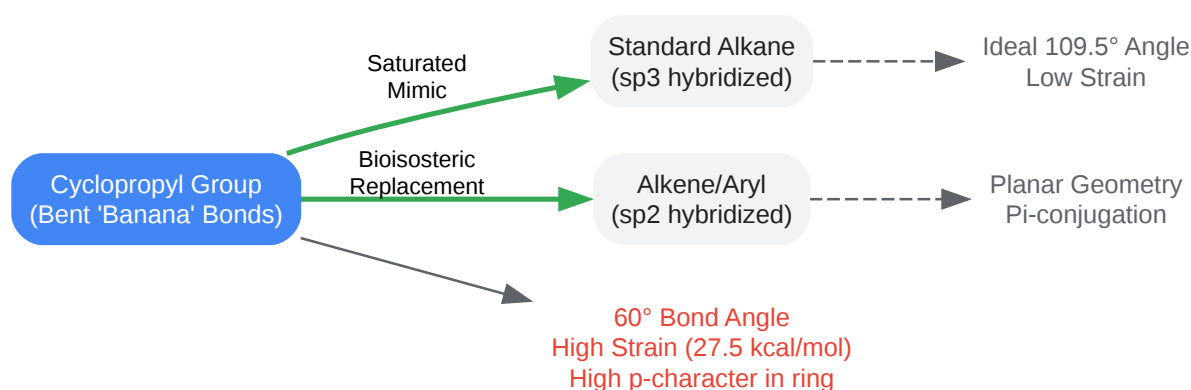 Standard Alkane
(sp3 hybridized)
Ideal 109.5° Angle
Low Strain
Saturated
Mimic
Cyclopropyl Group
(Bent 'Banana' Bonds)
Bioisosteric
Replacement
Alkene/Aryl
(sp2 hybridized)
Planar Geometry
Pi-conjugation
60° Bond Angle
High Strain (27.5 kcal/mol)
High p-character in ring